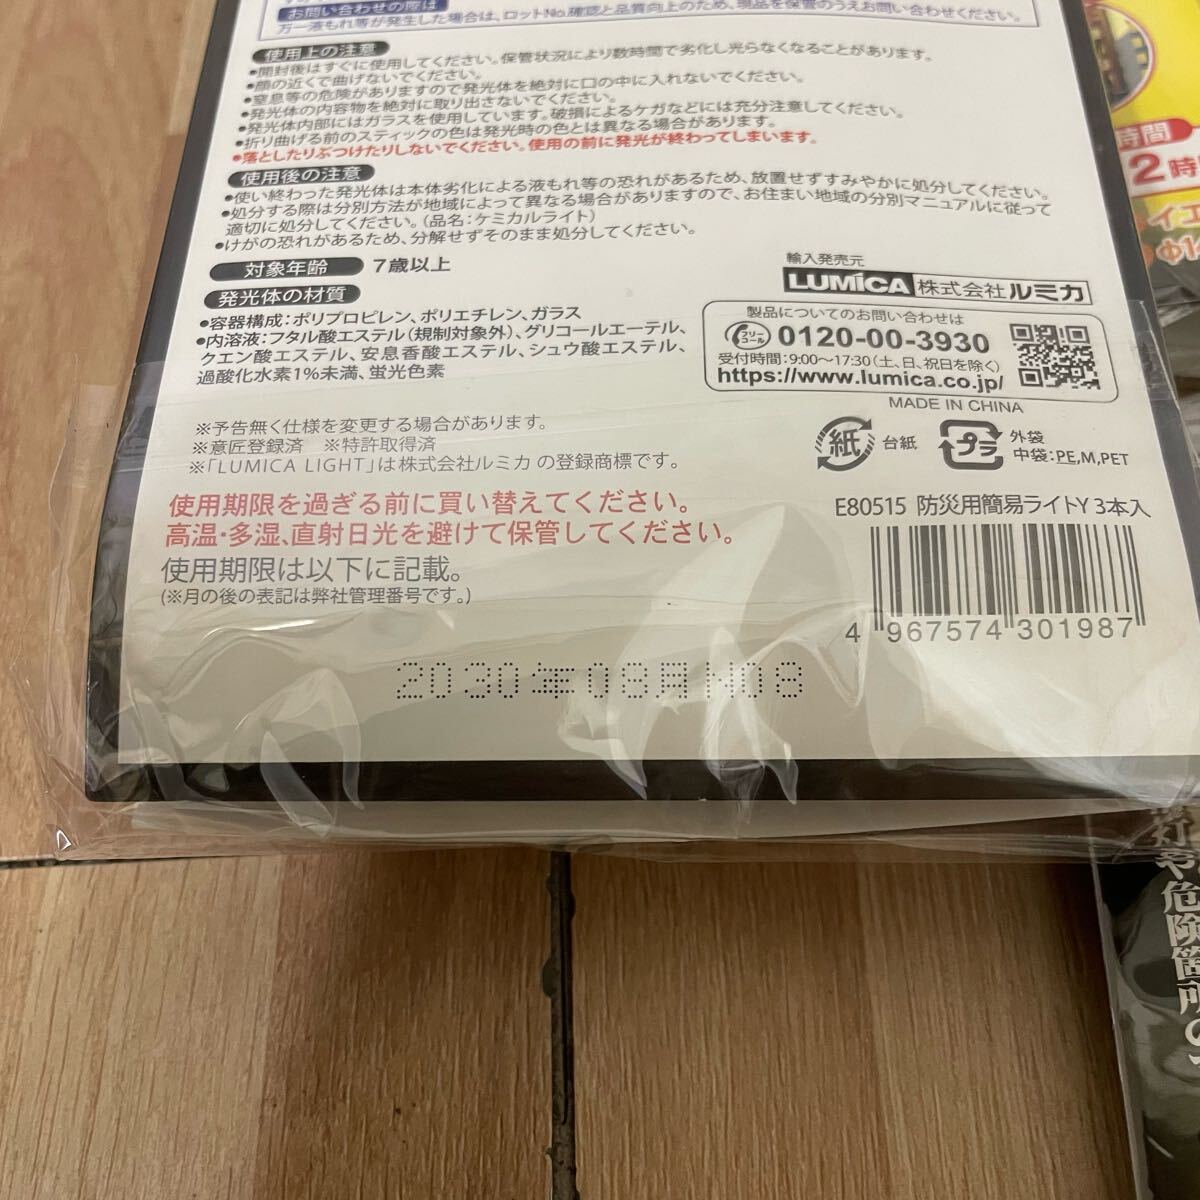 お問い合わせの際は
万一液もれ等が発生した場合は、ロットNo.確認と品質向上のため、現品を保管のうえお問い合わせください。
使用上の注意
●開封後はすぐに使用してください。保管状況により数時間で劣化し光らなくなることがあります。
●顔の近くで曲げないでください。
●窒息等の危険がありますので発光体を絶対に口の中に入れないでください。
●発光体の内容物を絶対に取り出さないでください。
●発光体内部にはガラスを使用しています。破損によるケガなどには充分注意してください。
●折り曲げる前のスティックの色は発光時の色とは異なる場合があります。
●落としたりぶつけたりしないでください。使用の前に発光が終わってしまいます。
使用後の注意
●使い終わった発光体は本体劣化による液もれ等の恐れがあるため、放置せずすみやかに処分してください。
●処分する際は分別方法が地域によって異なる場合がありますので、お住まい地域の分別マニュアルに従って
適切に処分してください。(品名:ケミカルライト)
●けがの恐れがあるため、分解せずそのまま処分してください。
対象年齢 7歳以上
発光体の材質
●容器構成:ポリプロピレン、ポリエチレン、ガラス
●内溶液:フタル酸エステル(規制対象外)、グリコールエーテル、
クエン酸エステル、安息香酸エステル、シュウ酸エステル、
過酸化水素1%未満、蛍光色素
輸入発売元
LUMICA 株式会社ルミカ
製品についてのお問い合わせは
フリーコール 0120-00-3930
受付時間:9:00〜17:30(土、日、祝日を除く)
https://www.lumica.co.jp/
MADE IN CHINA
※予告無く仕様を変更する場合があります。
※意匠登録済 ※特許取得済
※「LUMICA LIGHT」は株式会社ルミカ の登録商標です。
紙 台紙
プラ 外袋
中袋:PE,M,PET
使用期限を過ぎる前に買い替えてください。
高温・多湿、直射日光を避けて保管してください。
使用期限は以下に記載。
(※月の後の表記は弊社管理番号です。)
E80515 防災用簡易ライトY 3本入
4 967574 301987
2030年08月N08
時間
2時
イエ
Φ1
や危険箇所の